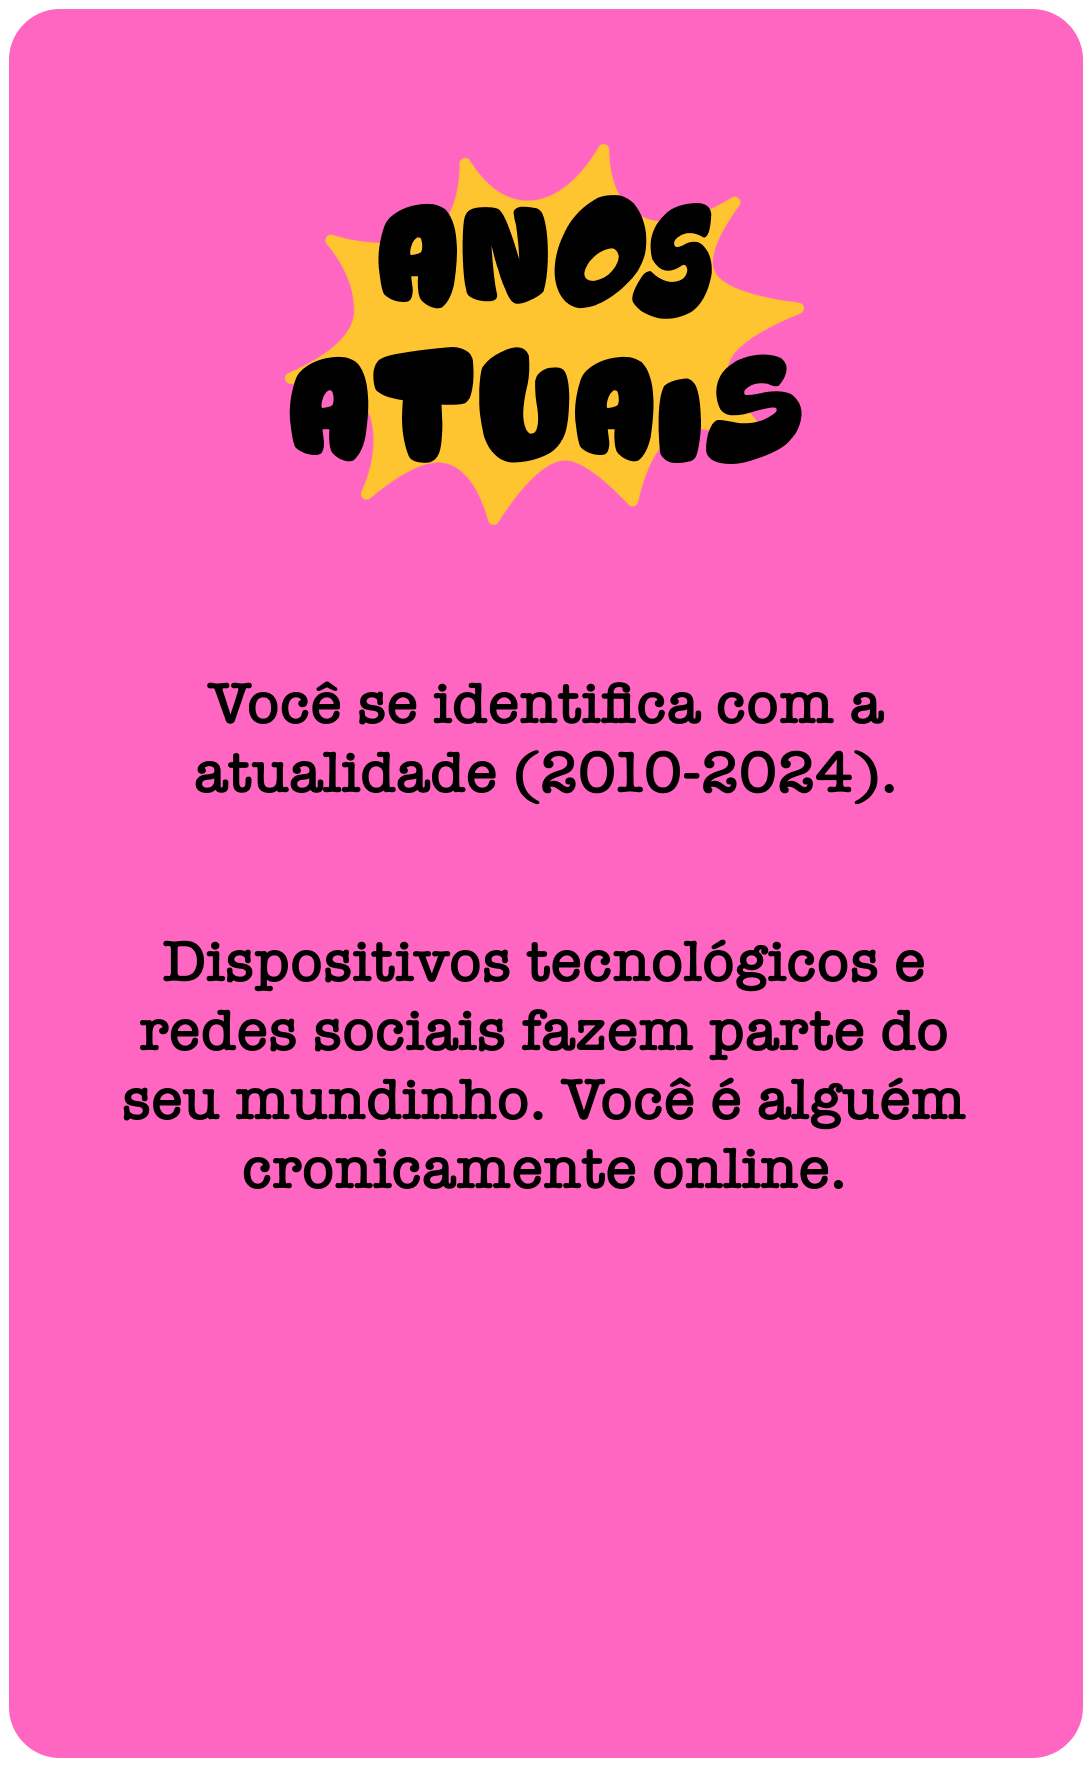 ANOS
ATUAIS
Você se identifica com a
atualidade (2010-2024).
Dispositivos tecnológicos e
redes sociais fazem parte do
seu mundinho. Você é alguém
cronicamente online.